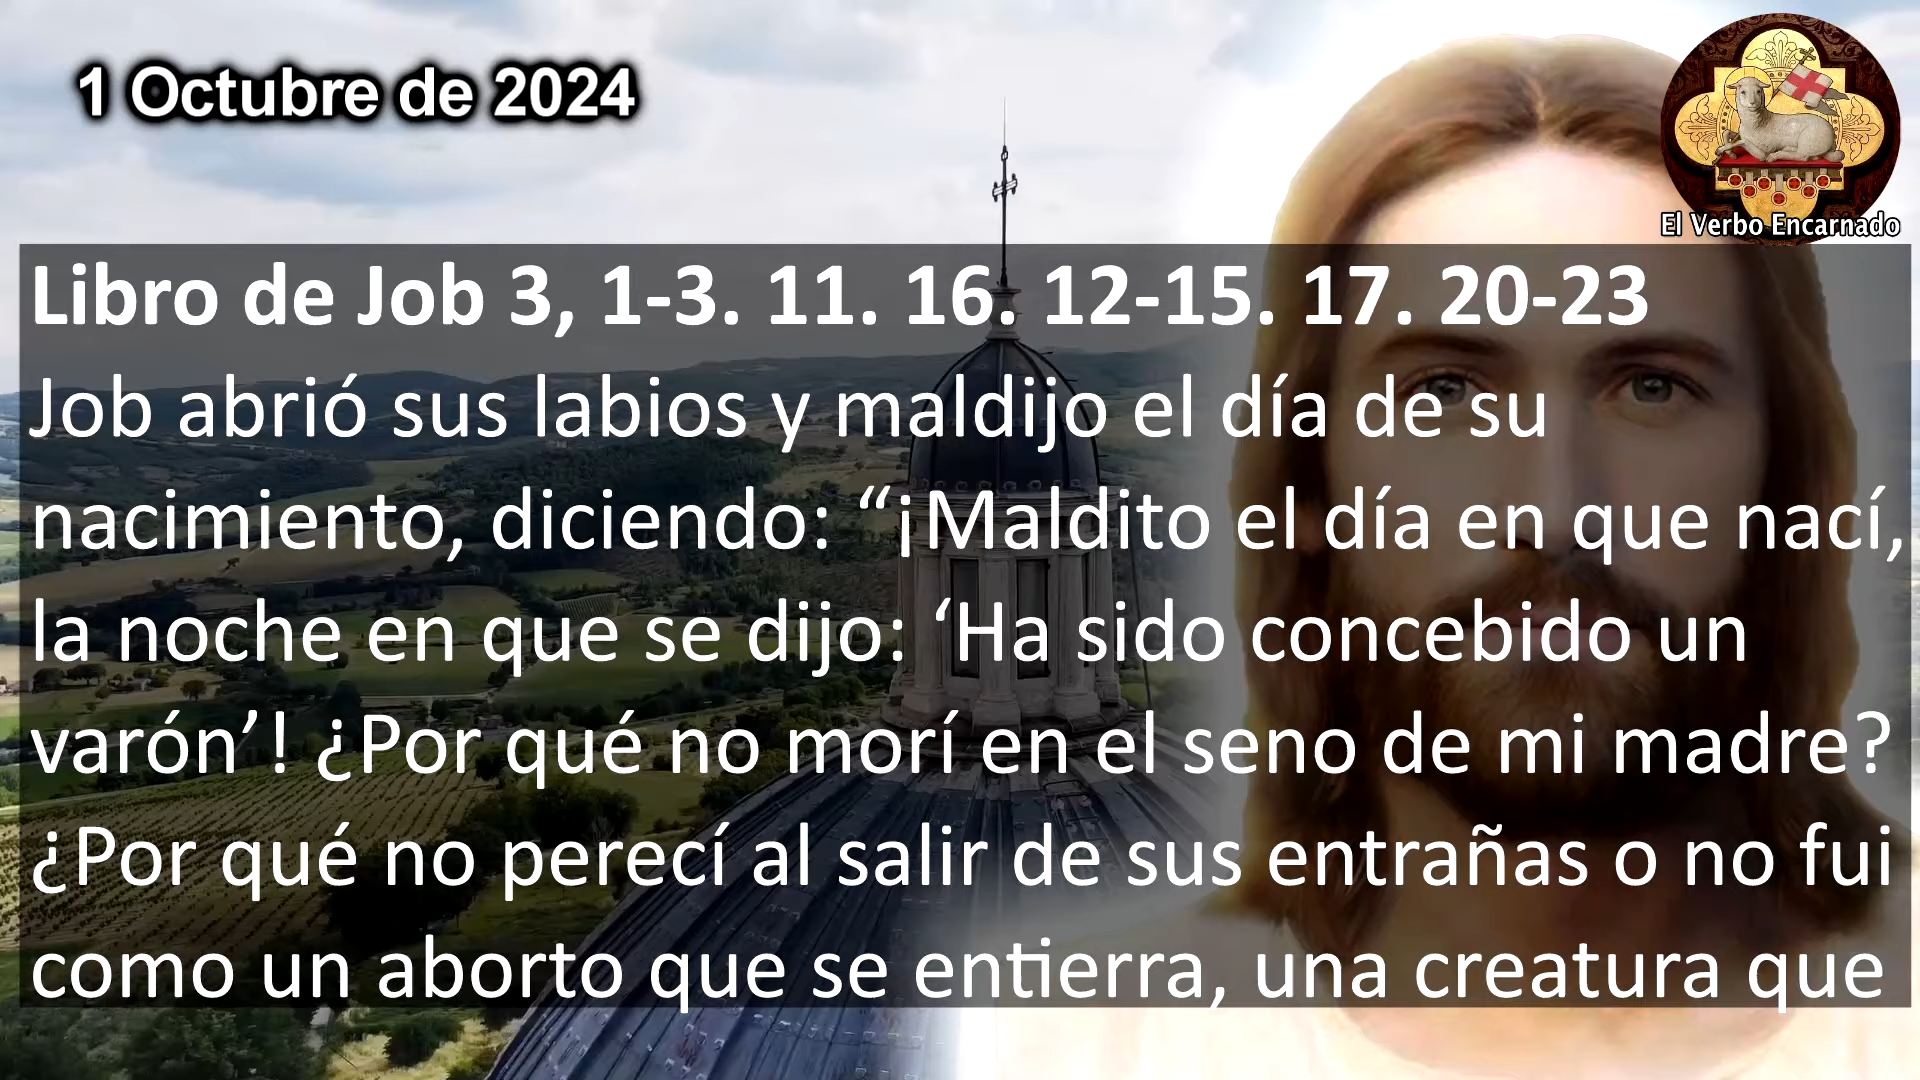 1 Octubre de 2024
El Verbo Encarnado
Libro de Job 3, 1-3. 11. 16. 12-15. 17. 20-23
Job abrió sus labios y maldijo el día de su
nacimiento, diciendo: “¡Maldito el día en que nací,
la noche en que se dijo: ‘Ha sido concebido un
varón’! ¿Por qué no morí en el seno de mi madre?
¿Por qué no perecí al salir de sus entrañas o no fui
como un aborto que se entierra, una creatura que